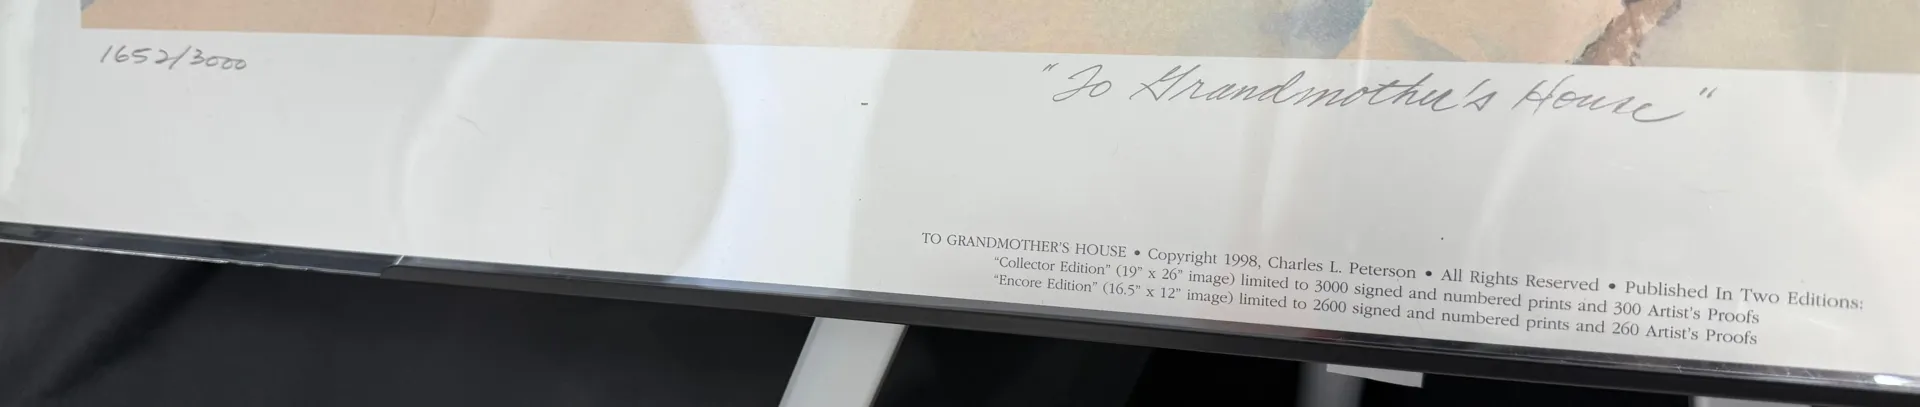 1652/3000
"To Grandmother's House"
TO GRANDMOTHER'S HOUSE • Copyright 1998, Charles L. Peterson • All Rights Reserved • Published In Two Editions:
"Collector Edition" (19" x 26" image) limited to 3000 signed and numbered prints and 300 Artist's Proofs
"Encore Edition" (16.5" x 12" image) limited to 2600 signed and numbered prints and 260 Artist's Proofs